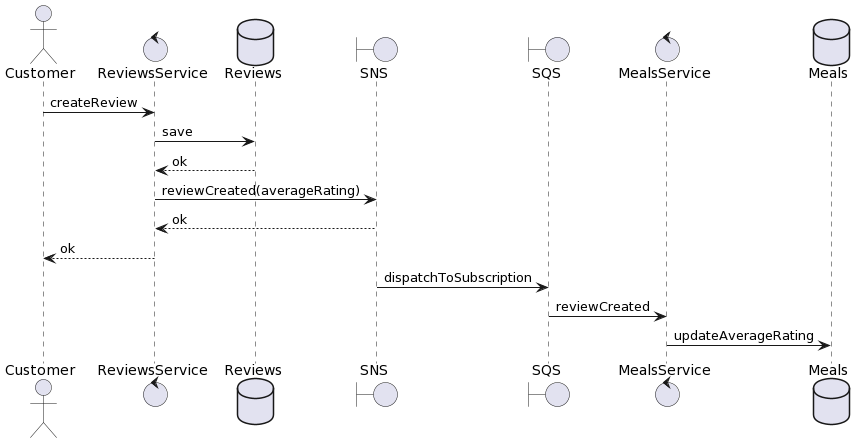 Customer
ReviewsService
Reviews
SNS
SQS
MealsService
Meals
createReview
save
ok
reviewCreated(averageRating)
ok
ok
dispatchToSubscription
reviewCreated
updateAverageRating
Customer
ReviewsService
Reviews
SNS
SQS
MealsService
Meals